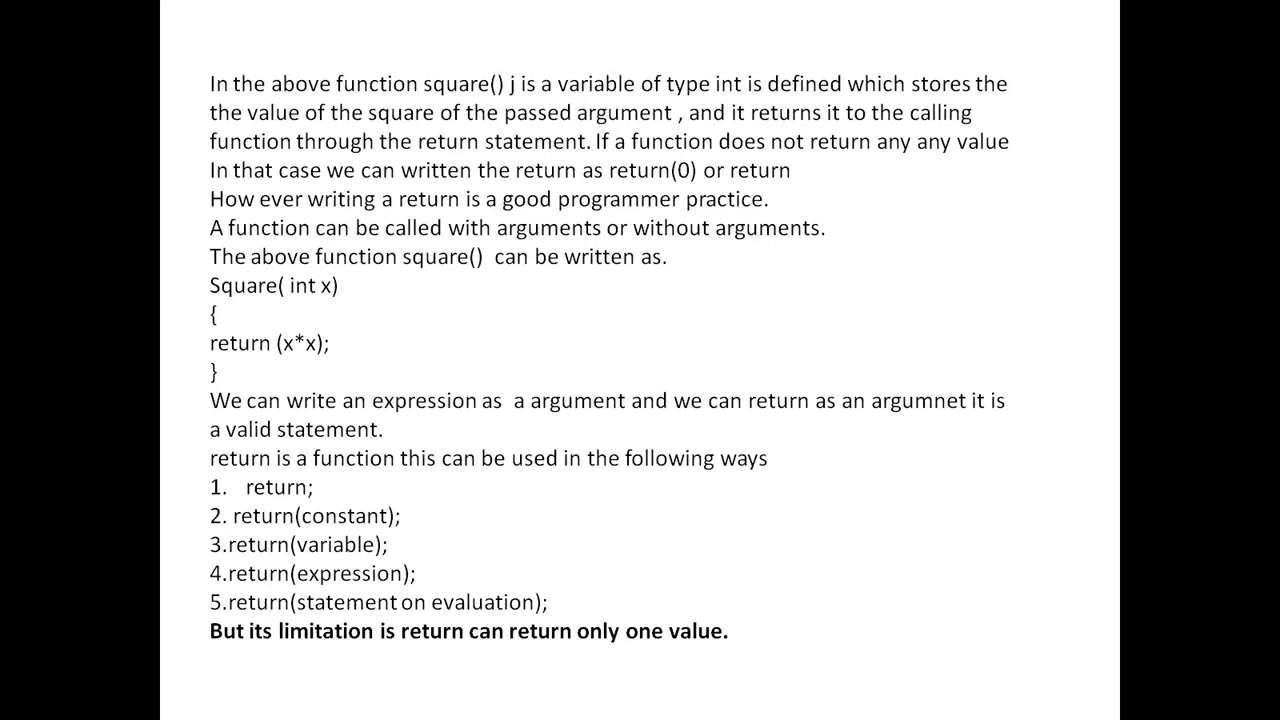 In the above function square() j is a variable of type int is defined which stores the
the value of the square of the passed argument , and it returns it to the calling
function through the return statement. If a function does not return any any value
In that case we can written the return as return(0) or return
How ever writing a return is a good programmer practice.
A function can be called with arguments or without arguments.
The above function square()  can be written as.
Square( int x)
{
return (x*x);
}
We can write an expression as  a argument and we can return as an argumnet it is
a valid statement.
return is a function this can be used in the following ways
1.   return;
2. return(constant);
3.return(variable);
4.return(expression);
5.return(statement on evaluation);
But its limitation is return can return only one value.